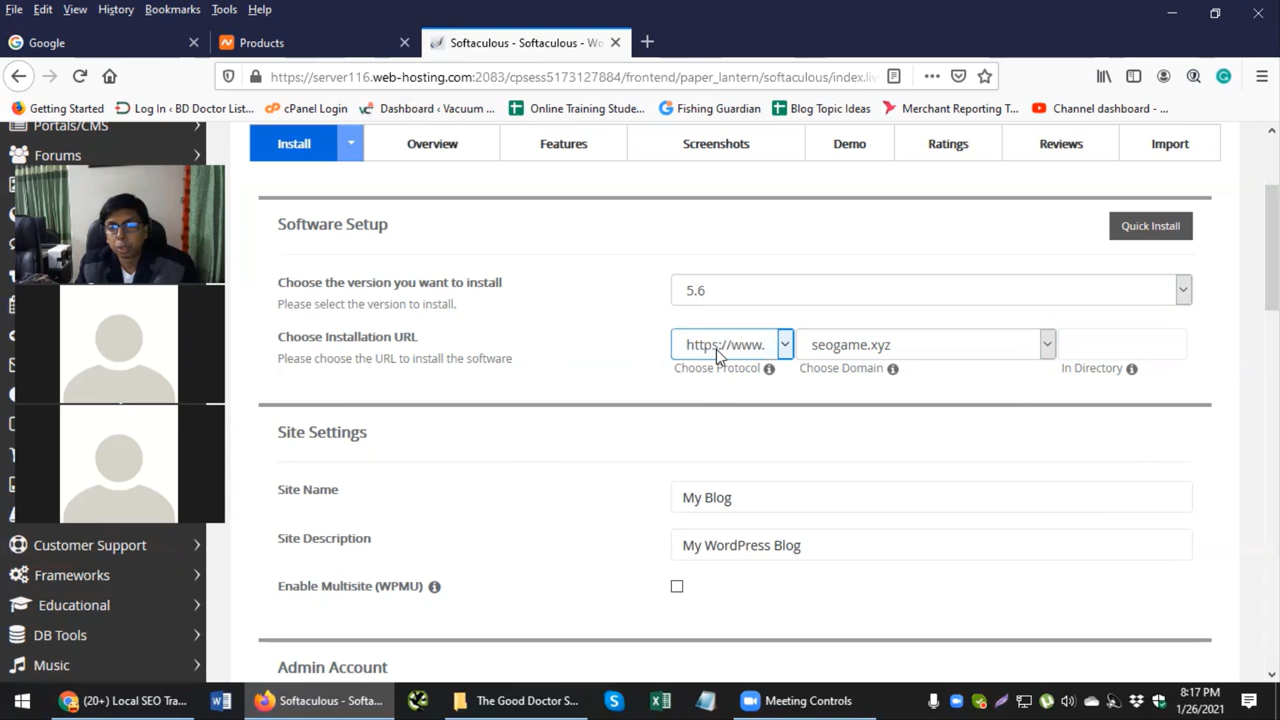 File Edit View History Bookmarks Tools Help
Google
Products
Softaculous - Softaculous - Wo
https://server116.web-hosting.com:2083/cpsess5173127884/frontend/paper_lantern/softaculous/index.liv
Getting Started
Log In ‹ BD Doctor List...
cPanel Login
Dashboard ‹ Vacuum ...
Online Training Stude...
Fishing Guardian
Blog Topic Ideas
Merchant Reporting T...
Channel dashboard - ...
Portals/CMS
Forums
Install
Overview
Features
Screenshots
Demo
Ratings
Reviews
Import
Software Setup
Quick Install
Choose the version you want to install
Please select the version to install.
5.6
Choose Installation URL
Please choose the URL to install the software
https://www.
seogame.xyz
Choose Protocol
Choose Domain
In Directory
Site Settings
Site Name
My Blog
Site Description
My WordPress Blog
Enable Multisite (WPMU)
Admin Account
Customer Support
Frameworks
Educational
DB Tools
Music
(20+) Local SEO Tra...
Softaculous - Softa...
The Good Doctor S...
Meeting Controls
8:17 PM
1/26/2021